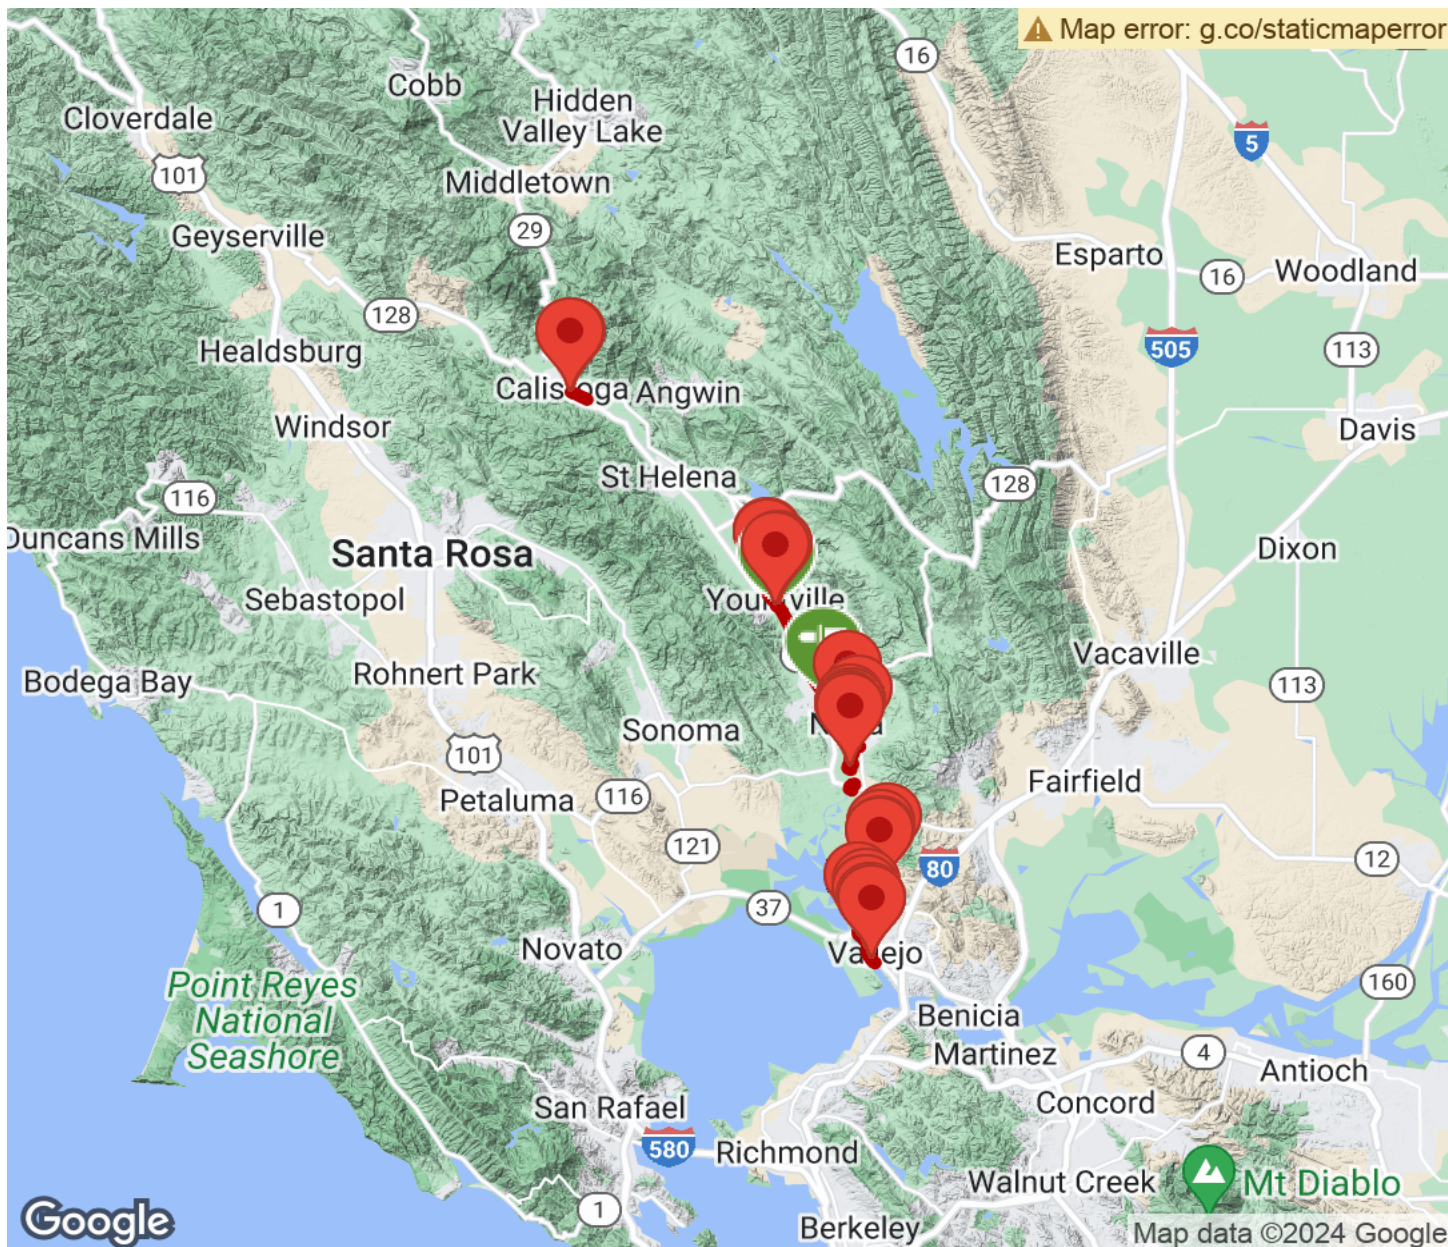 Map error: g.co/staticmaperror
16
Cobb
Hidden
Valley Lake
Cloverdale
5
101
Middletown
29
Geyserville
Esparto
16
Woodland
128
Healdsburg
505
113
Calistoga
Angwin
Windsor
Davis
St Helena
116
128
Duncans Mills
Santa Rosa
Dixon
Sebastopol
Yountville
Rohnert Park
Vacaville
Bodega Bay
113
Sonoma
Napa
101
Petaluma
116
Fairfield
121
12
80
1
37
Novato
Vallejo
Point Reyes
National
Seashore
160
Benicia
Martinez
4
Antioch
San Rafael
Concord
580
Richmond
Walnut Creek
Mt Diablo
1
Google
Berkeley
Map data ©2024 Google